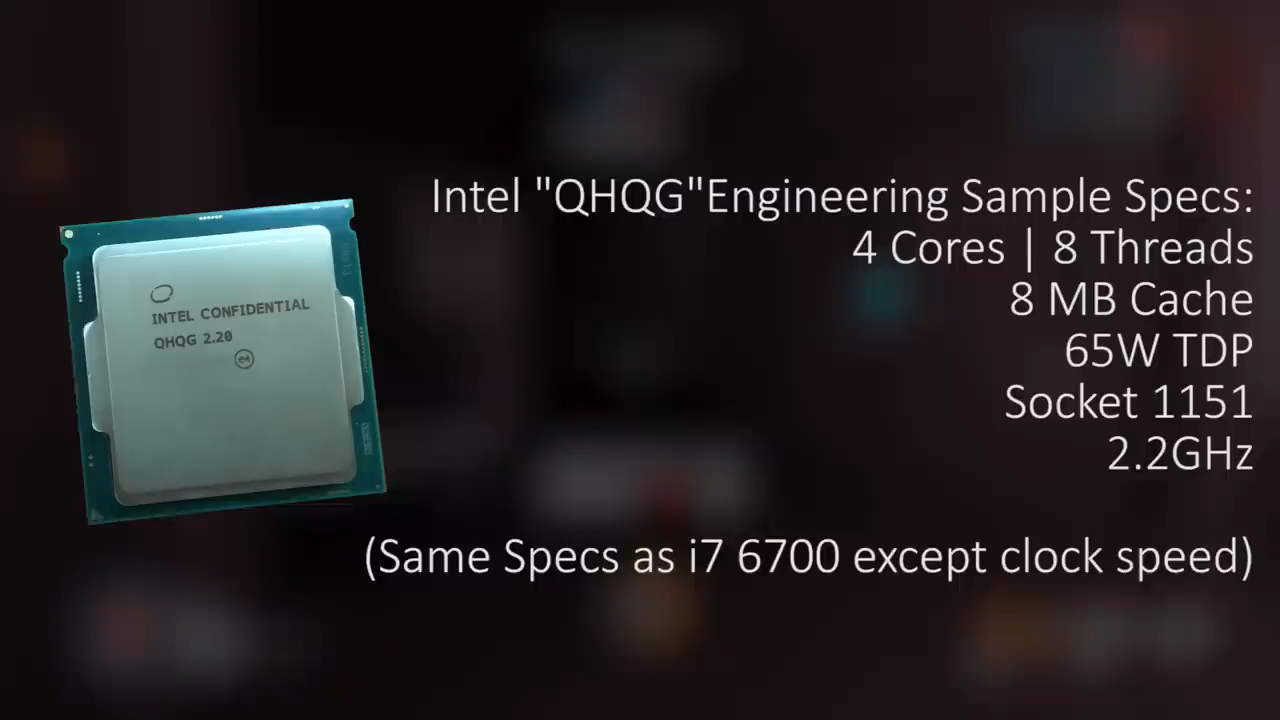 Intel "QHQG"Engineering Sample Specs:
4 Cores | 8 Threads
8 MB Cache
65W TDP
Socket 1151
2.2GHz
(Same Specs as i7 6700 except clock speed)
INTEL CONFIDENTIAL
QHQG 2.20
e4